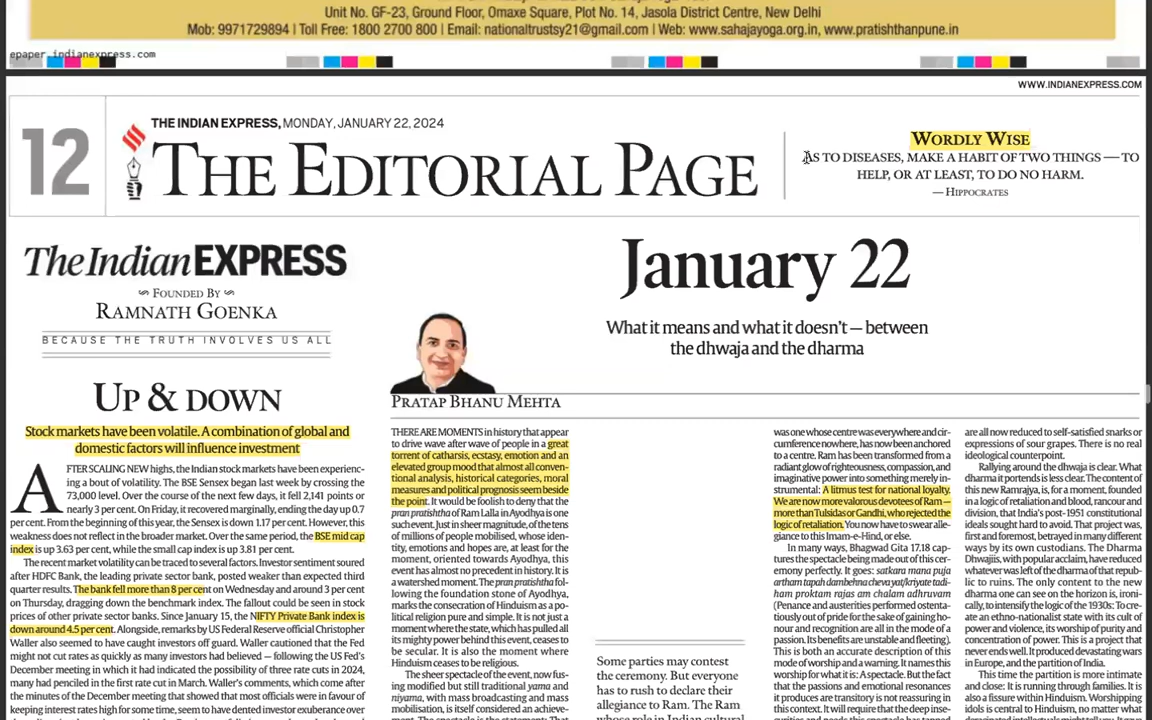 Unit No. GF-23, Ground Floor, Omaxe Square, Plot No. 14, Jasola District Centre, New Delhi
Mob: 9971729894 | Toll Free: 1800 2700 800 | Email: nationaltrustsy21@gmail.com | Web: www.sahajayoga.org.in, www.pratishthanpune.in
epaper.indianexpress.com
WWW.INDIANEXPRESS.COM
12
THE INDIAN EXPRESS, MONDAY, JANUARY 22, 2024
THE EDITORIAL PAGE
WORDLY WISE
AS TO DISEASES, MAKE A HABIT OF TWO THINGS — TO
HELP, OR AT LEAST, TO DO NO HARM.
— HIPPOCRATES
The Indian EXPRESS
FOUNDED BY
RAMNATH GOENKA
BECAUSE THE TRUTH INVOLVES US ALL
UP & DOWN
Stock markets have been volatile. A combination of global and
domestic factors will influence investment
AFTER SCALING NEW highs, the Indian stock markets have been experienc-
ing a bout of volatility. The BSE Sensex began last week by crossing the
73,000 level. Over the course of the next few days, it fell 2,141 points or
nearly 3 per cent. On Friday, it recovered marginally, ending the day up 0.7
per cent. From the beginning of this year, the Sensex is down 1.17 per cent. However, this
weakness does not reflect in the broader market. Over the same period, the BSE mid cap
index is up 3.63 per cent, while the small cap index is up 3.81 per cent.
The recent market volatility can be traced to several factors. Investor sentiment soured
after HDFC Bank, the leading private sector bank, posted weaker than expected third
quarter results. The bank fell more than 8 per cent on Wednesday and around 3 per cent
on Thursday, dragging down the benchmark index. The fallout could be seen in stock
prices of other private sector banks. Since January 15, the NIFTY Private Bank index is
down around 4.5 per cent. Alongside, remarks by US Federal Reserve official Christopher
Waller also seemed to have caught investors off guard. Waller cautioned that the Fed
might not cut rates as quickly as many investors had believed — following the US Fed's
December meeting in which it had indicated the possibility of three rate cuts in 2024,
many had penciled in the first rate cut in March. Waller's comments, which come after
the minutes of the December meeting that showed that most officials were in favour of
keeping interest rates high for some time, seem to have dented investor exuberance over
January 22
What it means and what it doesn't — between
the dhwaja and the dharma
PRATAP BHANU MEHTA
THERE ARE MOMENTS in history that appear
to drive wave after wave of people in a great
torrent of catharsis, ecstasy, emotion and an
elevated group mood that almost all conven-
tional analysis, historical categories, moral
measures and political prognosis seem beside
the point. It would be foolish to deny that the
pran pratishtha of Ram Lalla in Ayodhya is one
such event. Just in sheer magnitude, of the tens
of millions of people mobilised, whose iden-
tity, emotions and hopes are, at least for the
moment, oriented towards Ayodhya, this
event has almost no precedent in history. It is
a watershed moment. The pran pratishtha fol-
lowing the foundation stone of Ayodhya,
marks the consecration of Hinduism as a po-
litical religion pure and simple. It is not just a
moment where the state, which has pulled all
its mighty power behind this event, ceases to
be secular. It is also the moment where
Hinduism ceases to be religious.
The sheer spectacle of the event, now fus-
ing modified but still traditional yama and
niyama, with mass broadcasting and mass
mobilisation, is itself considered an achieve-
Some parties may contest
the ceremony. But everyone
has to rush to declare their
allegiance to Ram. The Ram
whose role in Indian cultural
was one whose centre was everywhere and cir-
cumference nowhere, has now been anchored
to a centre. Ram has been transformed from a
radiant glow of righteousness, compassion, and
imaginative power into something merely in-
strumental: A litmus test for national loyalty.
We are now more valorous devotees of Ram —
more than Tulsidas or Gandhi, who rejected the
logic of retaliation. You now have to swear alle-
giance to this Imam-e-Hind, or else.
In many ways, Bhagwad Gita 17.18 cap-
tures the spectacle being made out of this cer-
emony perfectly. It goes: satkara mana puja
artham tapah dambehna cheva yat/kriyate tadi-
ham proktam rajas am chalam adhruvam
(Penance and austerities performed ostenta-
tiously out of pride for the sake of gaining ho-
nour and recognition are all in the mode of a
passion. Its benefits are unstable and fleeting).
This is both an accurate description of this
mode of worship and a warning. It names this
worship for what it is: A spectacle. But the fact
that the passions and emotional resonances
it produces are transitory is not reassuring in
this context. It will require that the deep inse-
are all now reduced to self-satisfied snarks or
expressions of sour grapes. There is no real
ideological counterpoint.
Rallying around the dhwaja is clear. What
dharma it portends is less clear. The content of
this new Ramrajya, is, for a moment, founded
in a logic of retaliation and blood, rancour and
division, that India's post-1951 constitutional
ideals sought hard to avoid. That project was,
first and foremost, betrayed in many different
ways by its own custodians. The Dharma
Dhwajis, with popular acclaim, have reduced
whatever was left of the dharma of that repub-
lic to ruins. The only content to the new
dharma one can see on the horizon is, ironi-
cally, to intensify the logic of the 1930s: To cre-
ate an ethno-nationalist state with its cult of
power and violence, its worship of purity and
concentration of power. This is a project that
never ends well. It produced devastating wars
in Europe, and the partition of India.
This time the partition is more intimate
and close: It is running through families. It is
also a fissure within Hinduism. Worshipping
idols is central to Hinduism, no matter what